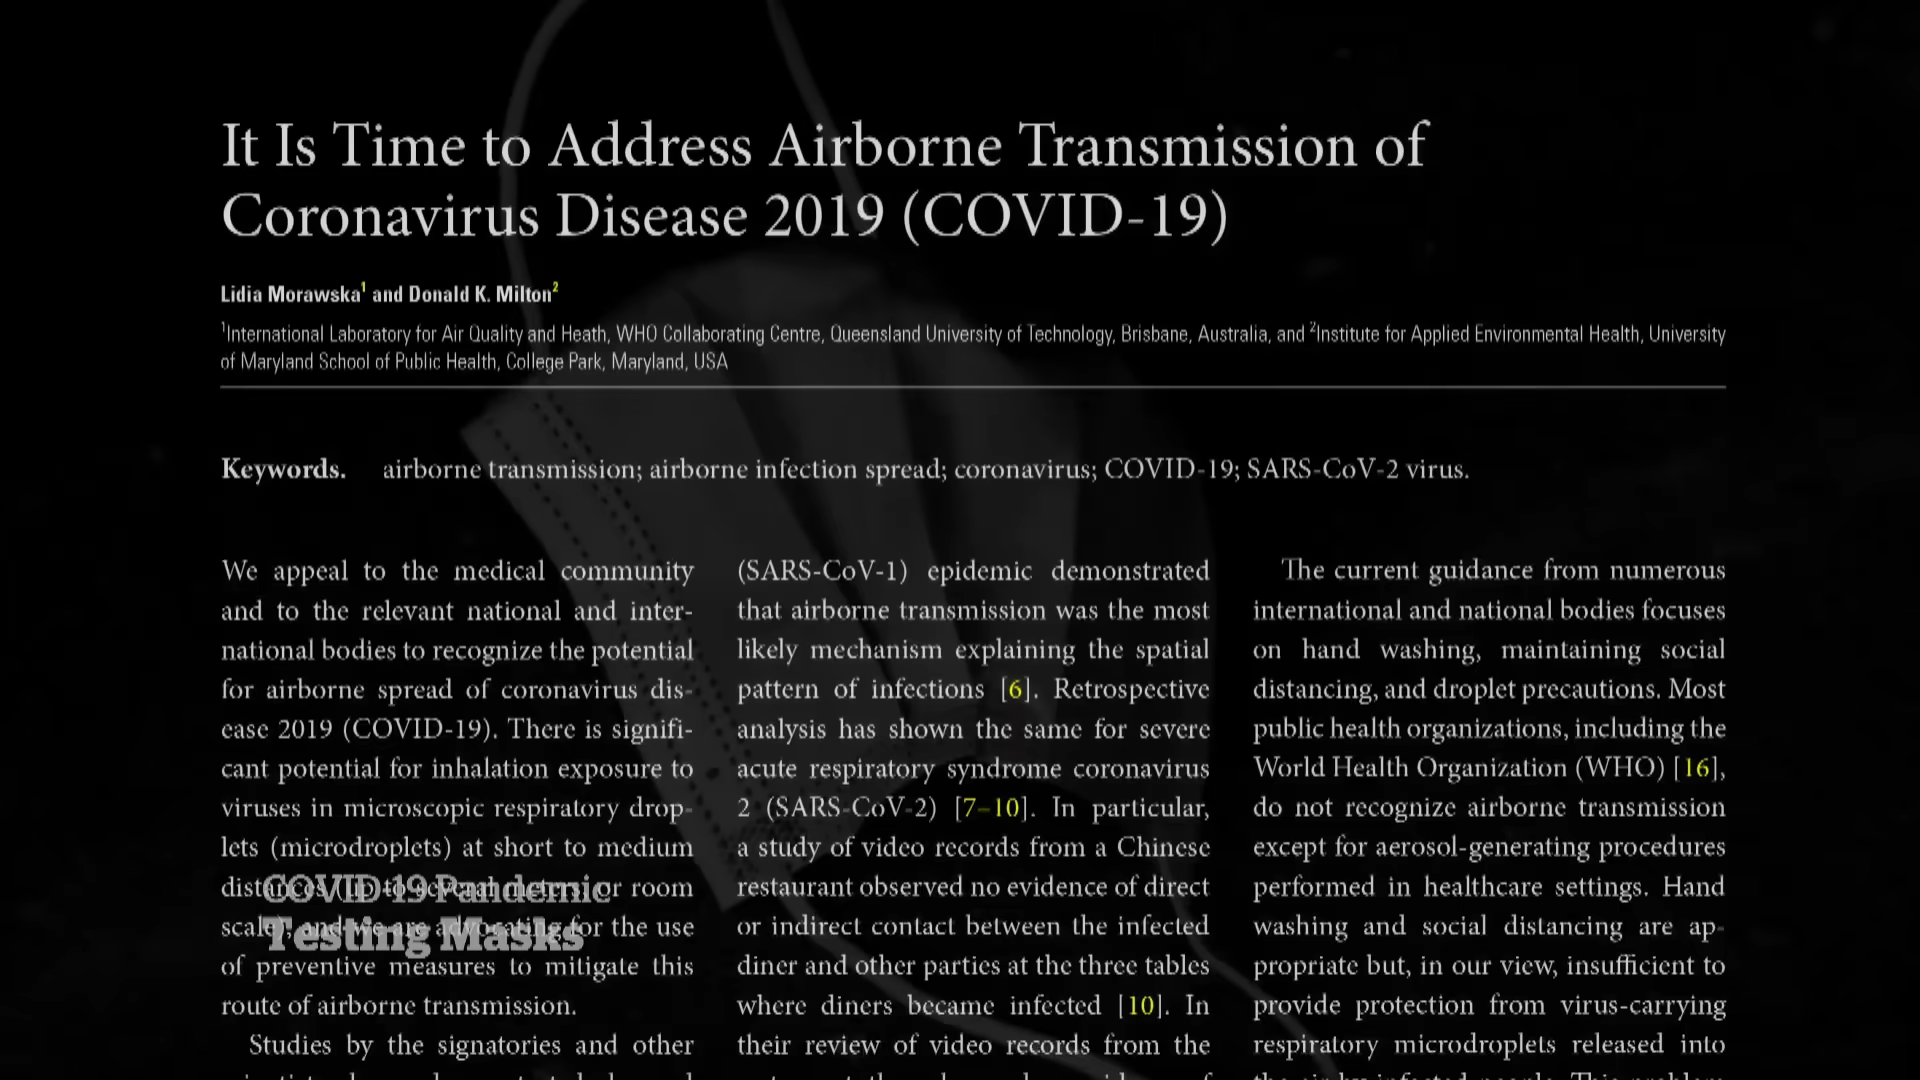 It Is Time to Address Airborne Transmission of
Coronavirus Disease 2019 (COVID-19)
Lidia Morawska1 and Donald K. Milton2
1International Laboratory for Air Quality and Heath, WHO Collaborating Centre, Queensland University of Technology, Brisbane, Australia, and 2Institute for Applied Environmental Health, University
of Maryland School of Public Health, College Park, Maryland, USA
Keywords. airborne transmission; airborne infection spread; coronavirus; COVID-19; SARS-CoV-2 virus.
We appeal to the medical community
and to the relevant national and inter-
national bodies to recognize the potential
for airborne spread of coronavirus dis-
ease 2019 (COVID-19). There is signifi-
cant potential for inhalation exposure to
viruses in microscopic respiratory drop-
lets (microdroplets) at short to medium
distances (up to several meters, or room
scale), and we are advocating for the use
of preventive measures to mitigate this
route of airborne transmission.
Studies by the signatories and other
(SARS-CoV-1) epidemic demonstrated
that airborne transmission was the most
likely mechanism explaining the spatial
pattern of infections [6]. Retrospective
analysis has shown the same for severe
acute respiratory syndrome coronavirus
2 (SARS-CoV-2) [7–10]. In particular,
a study of video records from a Chinese
restaurant observed no evidence of direct
or indirect contact between the infected
diner and other parties at the three tables
where diners became infected [10]. In
their review of video records from the
The current guidance from numerous
international and national bodies focuses
on hand washing, maintaining social
distancing, and droplet precautions. Most
public health organizations, including the
World Health Organization (WHO) [16],
do not recognize airborne transmission
except for aerosol-generating procedures
performed in healthcare settings. Hand
washing and social distancing are ap-
propriate but, in our view, insufficient to
provide protection from virus-carrying
respiratory microdroplets released into
COVID-19 Pandemic
Testing Masks